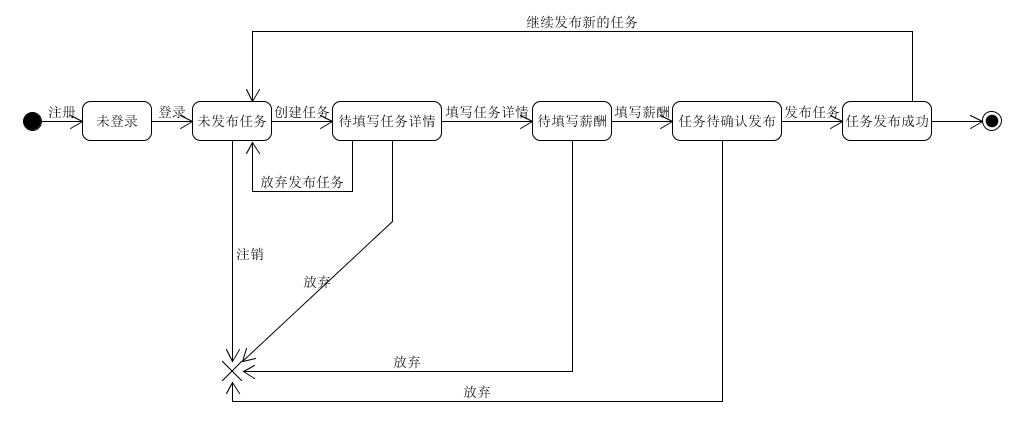 继续发布新的任务
注册
未登录
登录
未发布任务
创建任务
待填写任务详情
填写任务详情
待填写薪酬
填写薪酬
任务待确认发布
发布任务
任务发布成功
放弃发布任务
注销
放弃
放弃
放弃